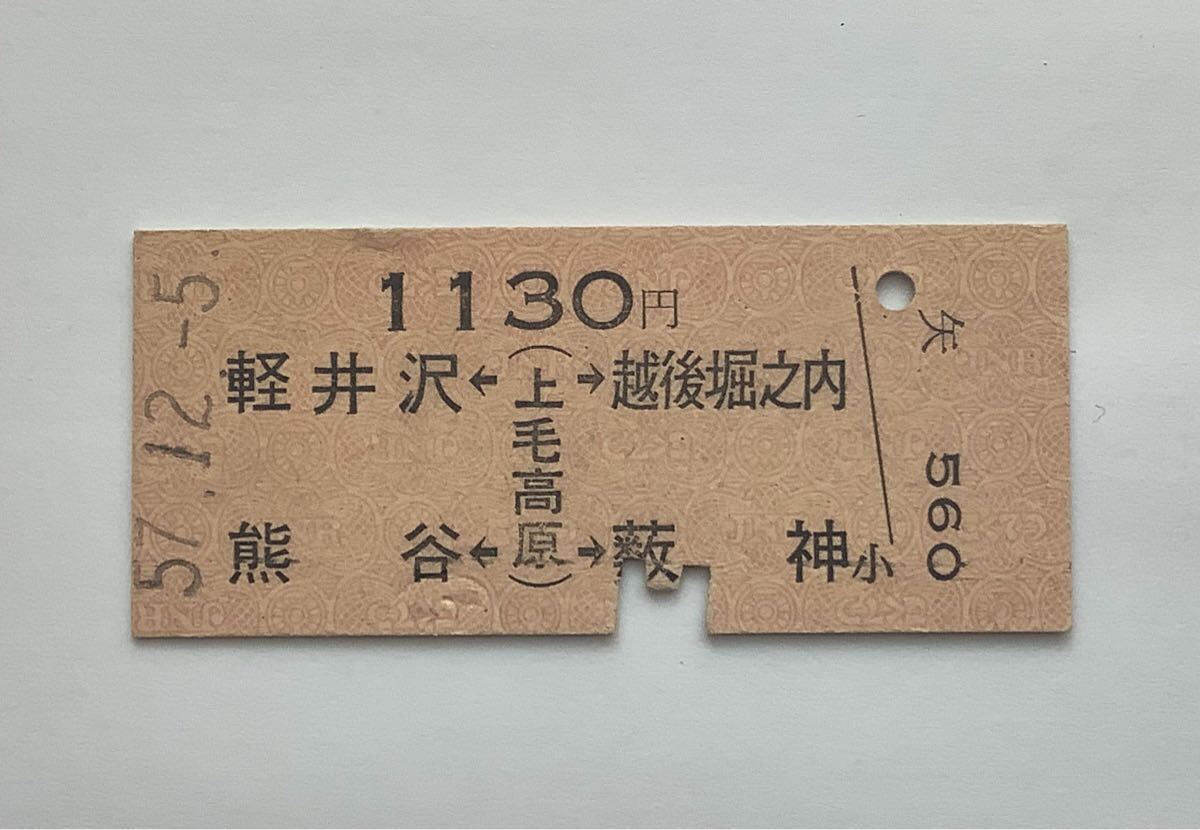 57.12.-5.
1130円
軽井沢←(上毛高原)→越後堀之内
熊谷←→薮神
小
矢
560